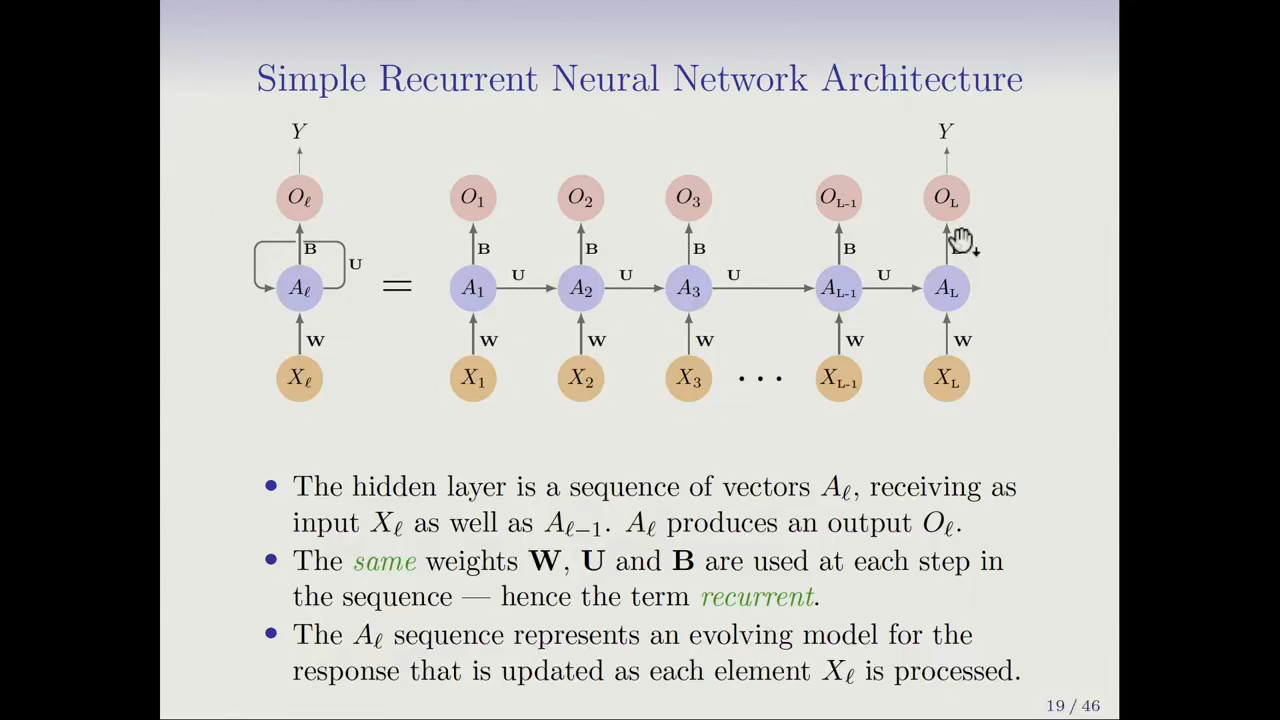 Simple Recurrent Neural Network Architecture
Y Y
Oℓ O1 O2 O3 OL-1 OL
B B B B B
U U U U U
Aℓ = A1 A2 A3 AL-1 AL
W W W W W W
Xℓ X1 X2 X3 ... XL-1 XL
• The hidden layer is a sequence of vectors Aℓ, receiving as
input Xℓ as well as Aℓ−1. Aℓ produces an output Oℓ.
• The same weights W, U and B are used at each step in
the sequence — hence the term recurrent.
• The Aℓ sequence represents an evolving model for the
response that is updated as each element Xℓ is processed.
19 / 46